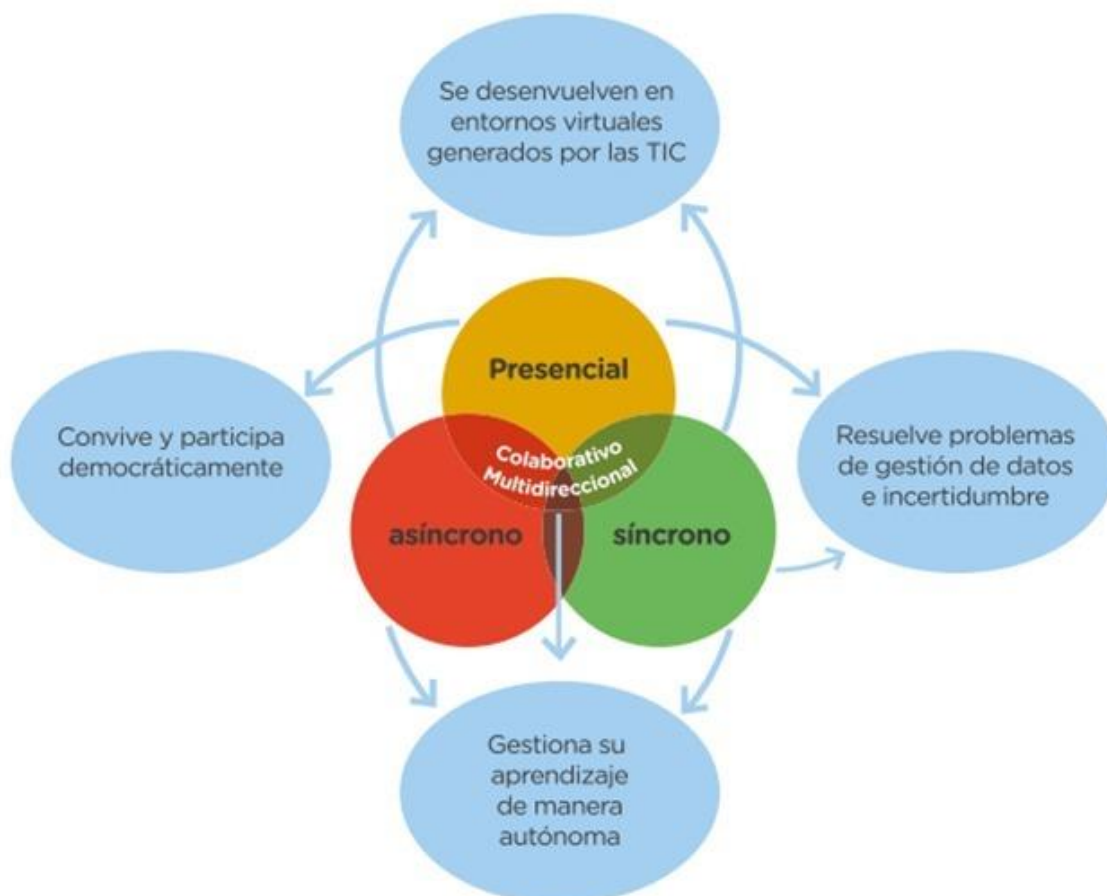 Se desenvuelven en
entornos virtuales
generados por las TIC
Presencial
Convive y participa
democráticamente
Colaborativo
Multidireccional
Resuelve problemas
de gestión de datos
e incertidumbre
asíncrono
síncrono
Gestiona su
aprendizaje
de manera
autónoma